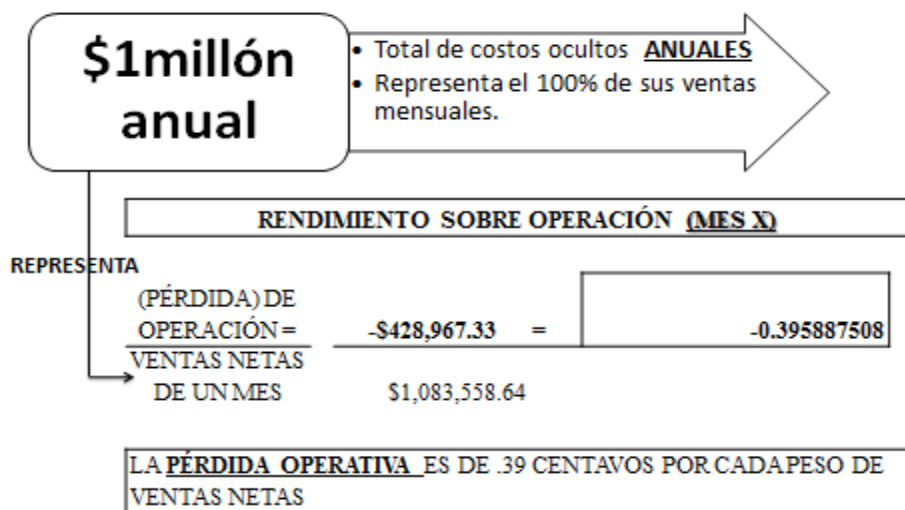 $1millón
anual
• Total de costos ocultos ANUALES
• Representa el 100% de sus ventas
mensuales.
RENDIMIENTO SOBRE OPERACIÓN (MES X)
REPRESENTA
(PÉRDIDA) DE
OPERACIÓN = -$428,967.33 = -0.395887508
VENTAS NETAS
DE UN MES $1,083,558.64
LA PÉRDIDA OPERATIVA ES DE .39 CENTAVOS POR CADA PESO DE
VENTAS NETAS